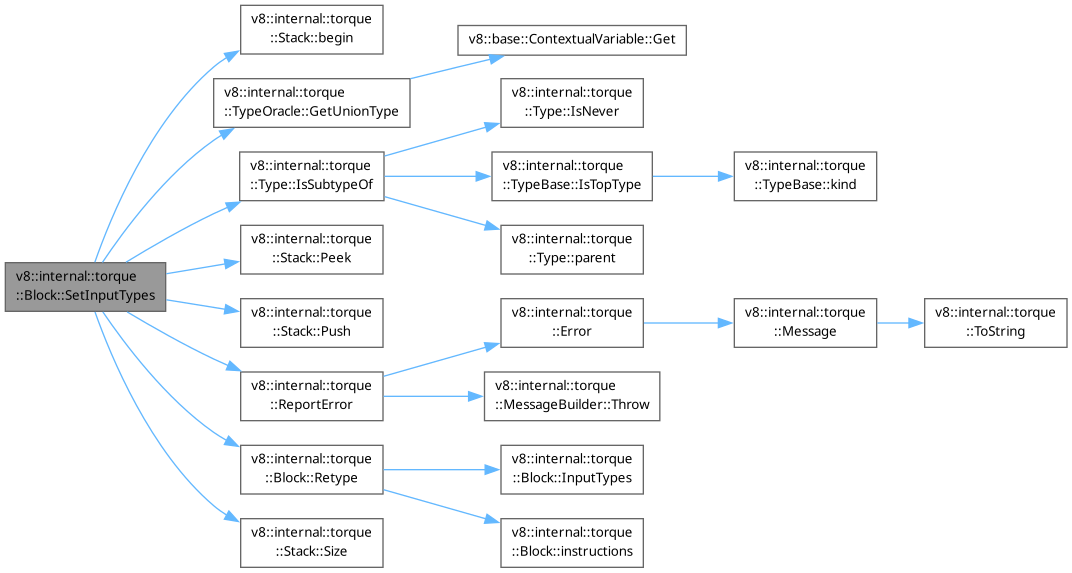 v8::internal::torque
::Block::SetInputTypes
v8::internal::torque
::Stack::begin
v8::internal::torque
::TypeOracle::GetUnionType
v8::base::ContextualVariable::Get
v8::internal::torque
::Type::IsSubtypeOf
v8::internal::torque
::Type::IsNever
v8::internal::torque
::TypeBase::IsTopType
v8::internal::torque
::TypeBase::kind
v8::internal::torque
::Type::parent
v8::internal::torque
::Stack::Peek
v8::internal::torque
::Stack::Push
v8::internal::torque
::ReportError
v8::internal::torque
::Error
v8::internal::torque
::Message
v8::internal::torque
::ToString
v8::internal::torque
::MessageBuilder::Throw
v8::internal::torque
::Block::Retype
v8::internal::torque
::Block::InputTypes
v8::internal::torque
::Block::instructions
v8::internal::torque
::Stack::Size